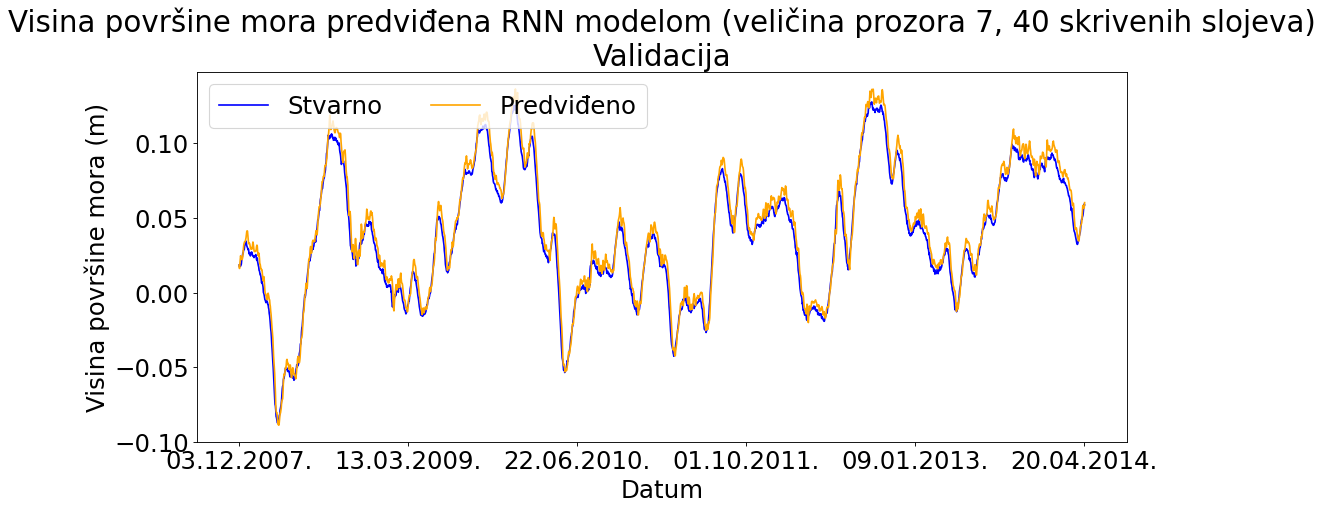 Visina površine mora predviđena RNN modelom (veličina prozora 7, 40 skrivenih slojeva)
Validacija
Stvarno Predviđeno
Visina površine mora (m)
0.10
0.05
0.00
−0.05
−0.10
03.12.2007. 13.03.2009. 22.06.2010. 01.10.2011. 09.01.2013. 20.04.2014.
Datum